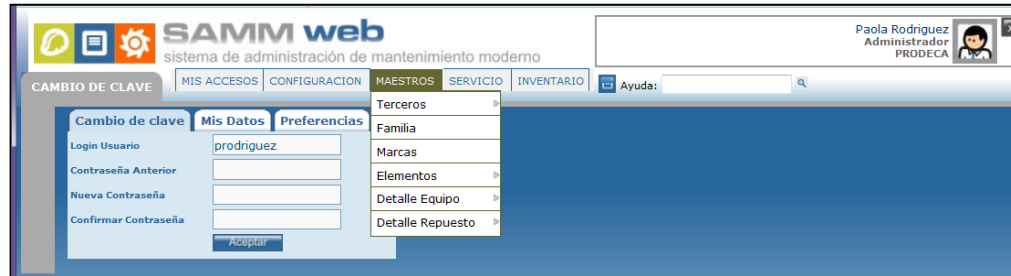 SAMM web
sistema de administración de mantenimiento moderno
Paola Rodriguez
Administrador
PRODECA
CAMBIO DE CLAVE
MIS ACCESOS CONFIGURACION MAESTROS SERVICIO INVENTARIO
Ayuda:
Terceros
Familia
Marcas
Elementos
Detalle Equipo
Detalle Repuesto
Cambio de clave Mis Datos Preferencias
Login Usuario prodriguez
Contraseña Anterior
Nueva Contraseña
Confirmar Contraseña
Aceptar